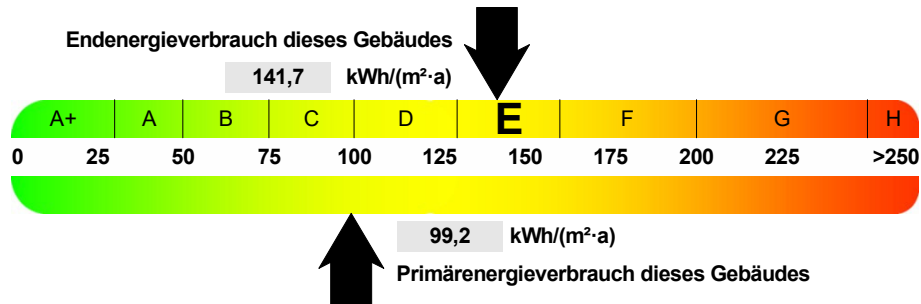 Endenergieverbrauch dieses Gebäudes
141,7 kWh/(m²·a)
A+ A B C D E F G H
0 25 50 75 100 125 150 175 200 225 >250
99,2 kWh/(m²·a)
Primärenergieverbrauch dieses Gebäudes